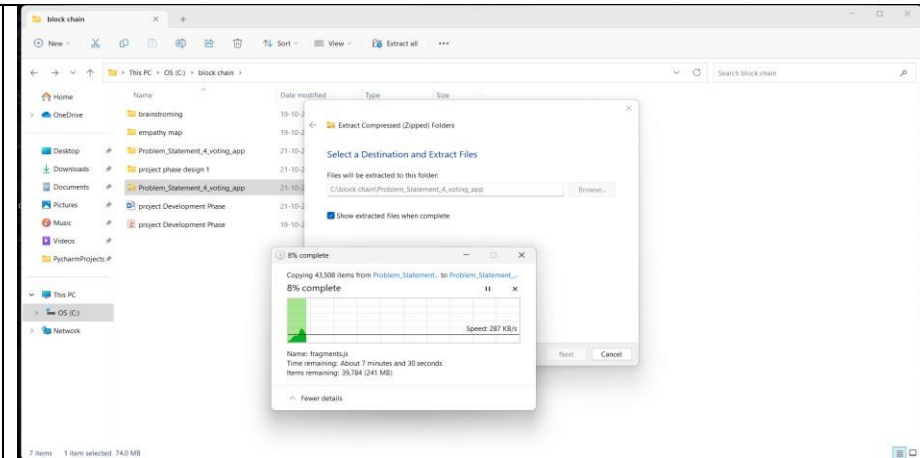 block chain
New Sort View Extract all
This PC > OS (C:) > block chain >
Search block chain
Home
OneDrive
Desktop
Downloads
Documents
Pictures
Music
Videos
PycharmProjects
This PC
OS (C:)
Network
Name Date modified Type Size
brainstroming 19-10-2
empathy map 19-10-2
Problem_Statement_4_voting_app 21-10-2
project phase design 1 21-10-2
Problem_Statement_4_voting_app 21-10-2
project Development Phase 21-10-2
project Development Phase 19-10-2
Extract Compressed (Zipped) Folders
Select a Destination and Extract Files
Files will be extracted to this folder:
C:\block chain\Problem_Statement_4_voting_app Browse...
Show extracted files when complete
Next Cancel
8% complete
Copying 43,508 items from Problem_Statement... to Problem_Statement_...
8% complete
Speed: 287 KB/s
Name: fragments.js
Time remaining: About 7 minutes and 30 seconds
Items remaining: 39,784 (241 MB)
Fewer details
7 items 1 item selected 74.0 MB